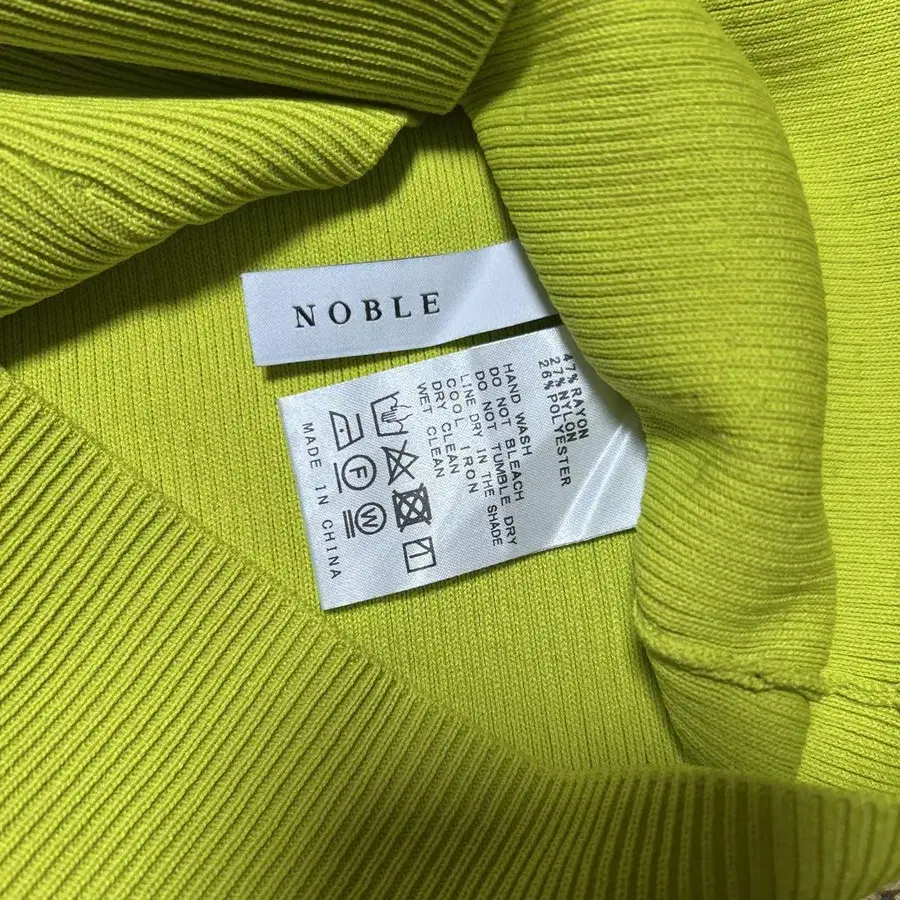 NOBLE
47% RAYON
27% NYLON
26% POLYESTER
HAND WASH
DO NOT BLEACH
DO NOT TUMBLE DRY
LINE DRY IN THE SHADE
COOL IRON
DRY CLEAN
WET CLEAN
F
W
MADE IN CHINA